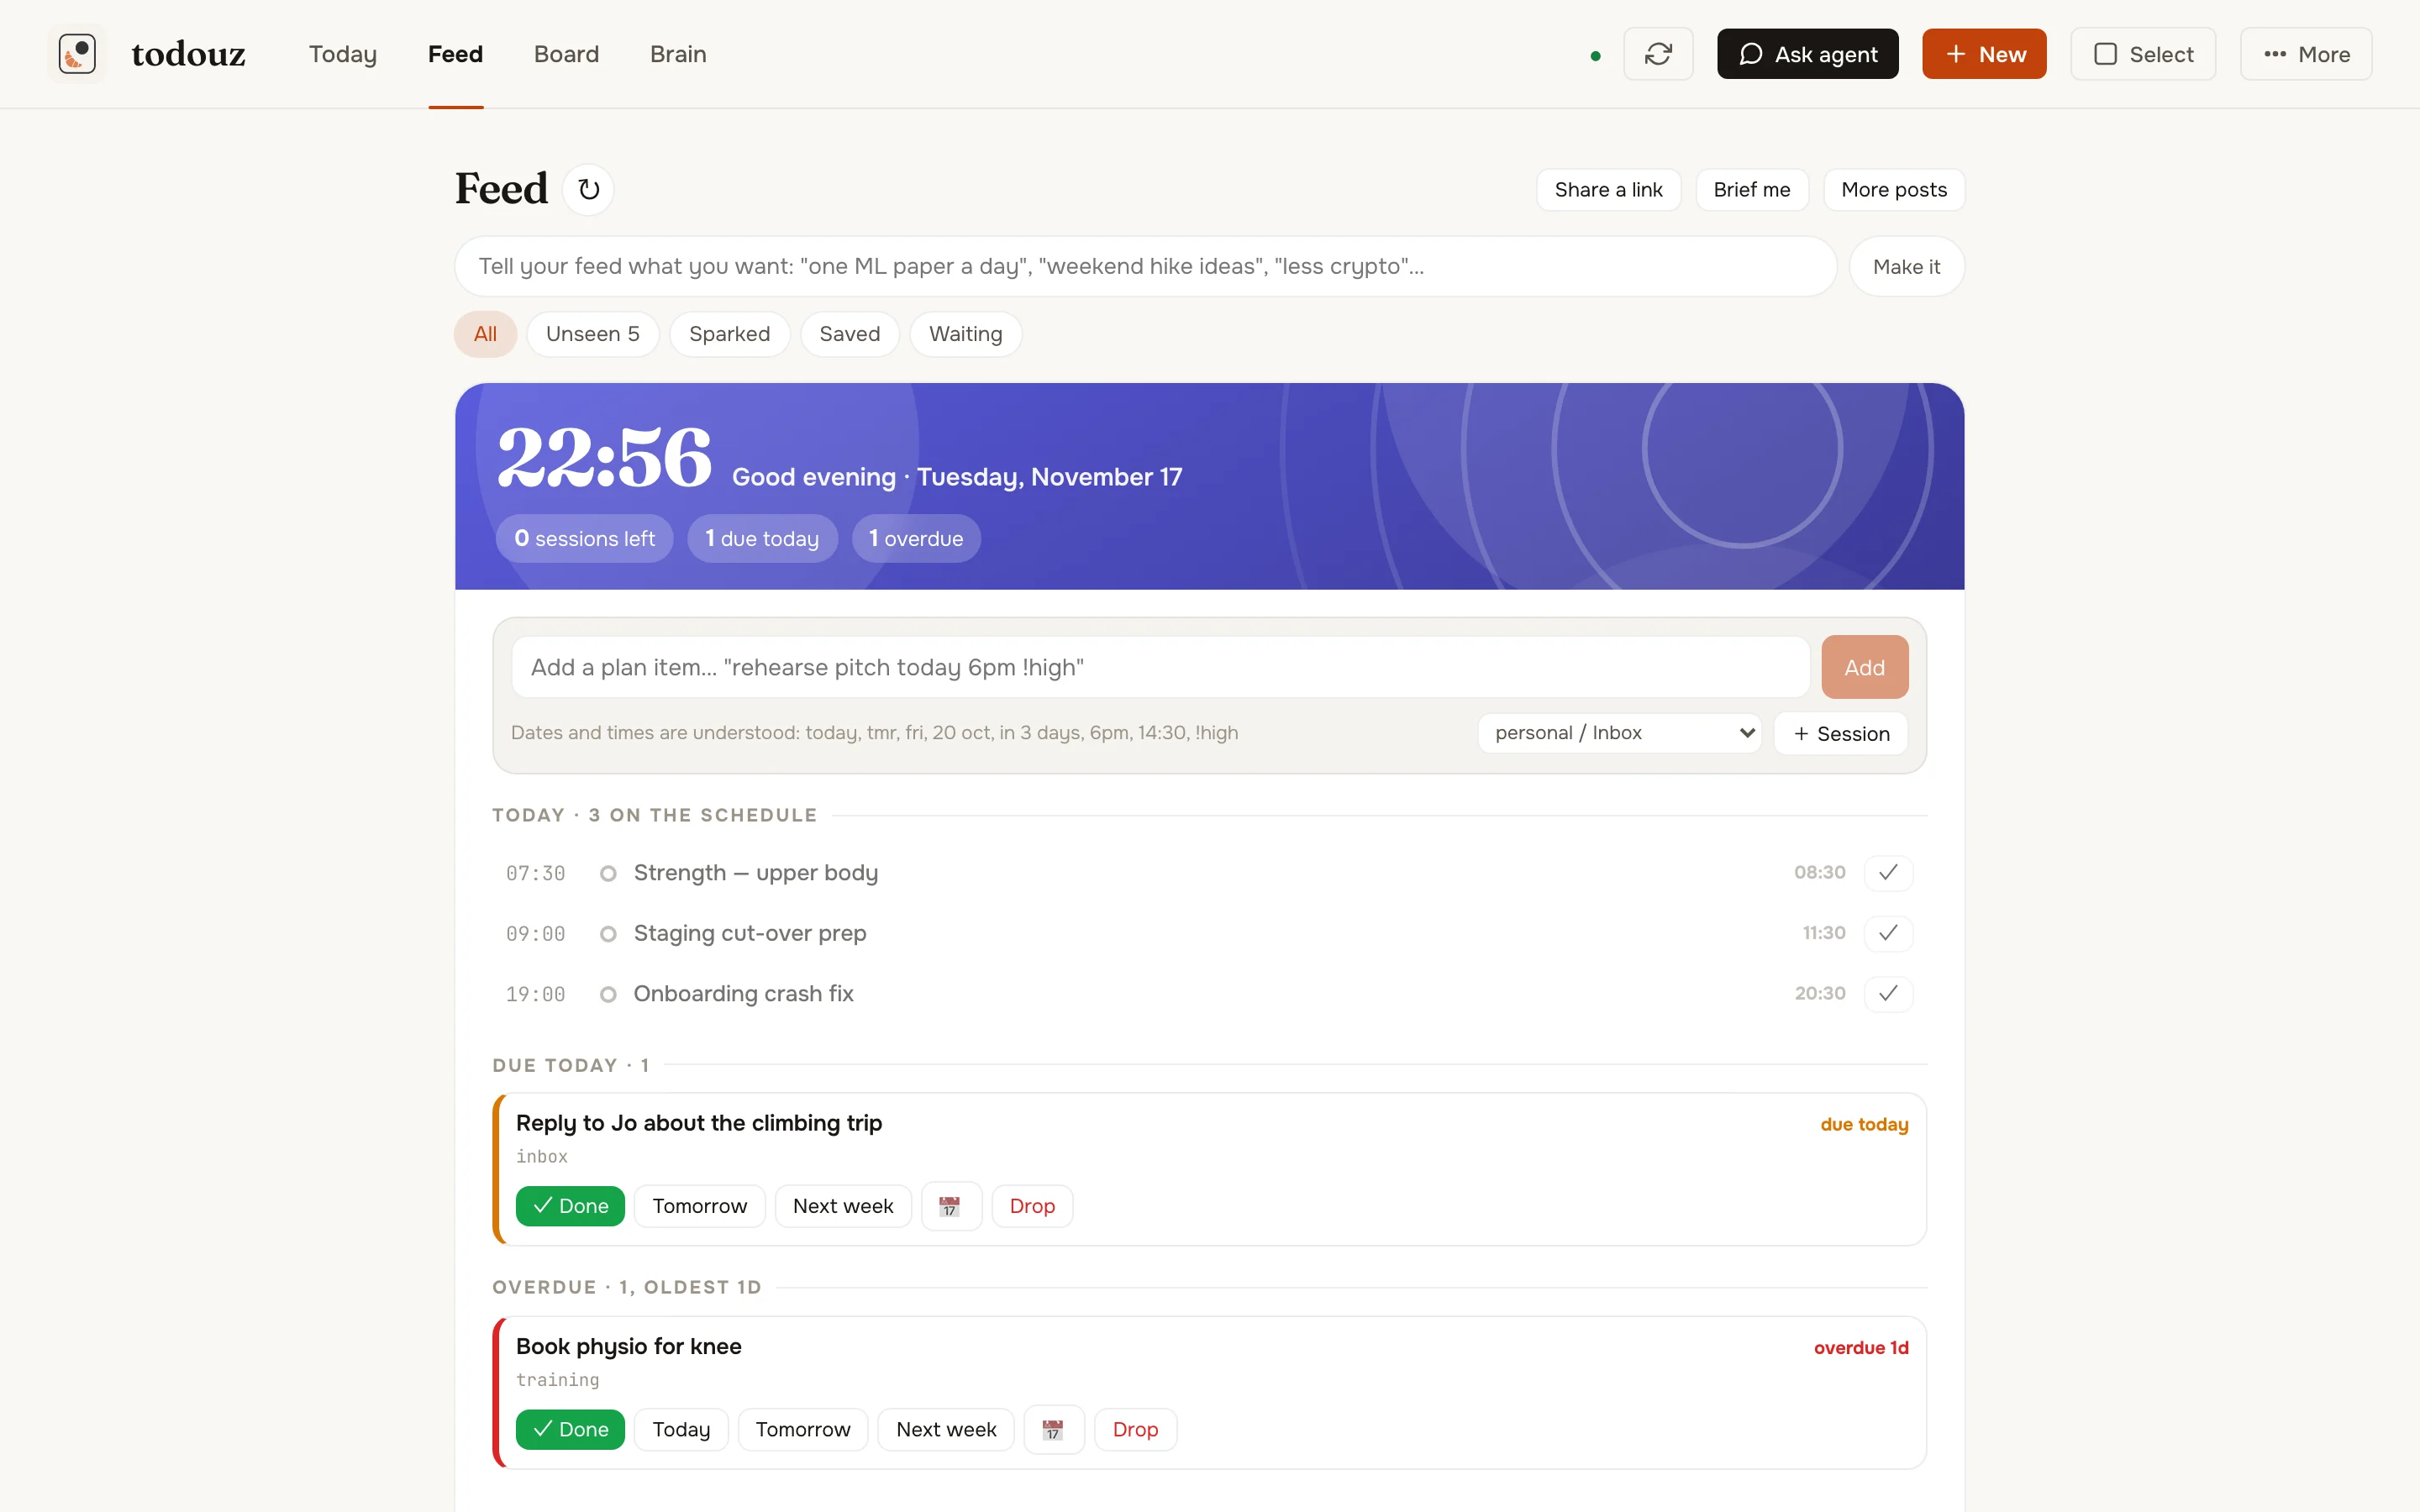 todouz Today Feed Board Brain Ask agent + New Select ••• More
Feed ↻ Share a link Brief me More posts
Tell your feed what you want: "one ML paper a day", "weekend hike ideas", "less crypto"... Make it
All Unseen 5 Sparked Saved Waiting
22:56 Good evening · Tuesday, November 17
0 sessions left 1 due today 1 overdue
Add a plan item... "rehearse pitch today 6pm !high" Add
Dates and times are understood: today, tmr, fri, 20 oct, in 3 days, 6pm, 14:30, !high personal / Inbox + Session
TODAY · 3 ON THE SCHEDULE
07:30 Strength — upper body 08:30 ✓
09:00 Staging cut-over prep 11:30 ✓
19:00 Onboarding crash fix 20:30 ✓
DUE TODAY · 1
Reply to Jo about the climbing trip due today
inbox
✓ Done Tomorrow Next week 17 Drop
OVERDUE · 1, OLDEST 1D
Book physio for knee overdue 1d
training
✓ Done Today Tomorrow Next week 17 Drop